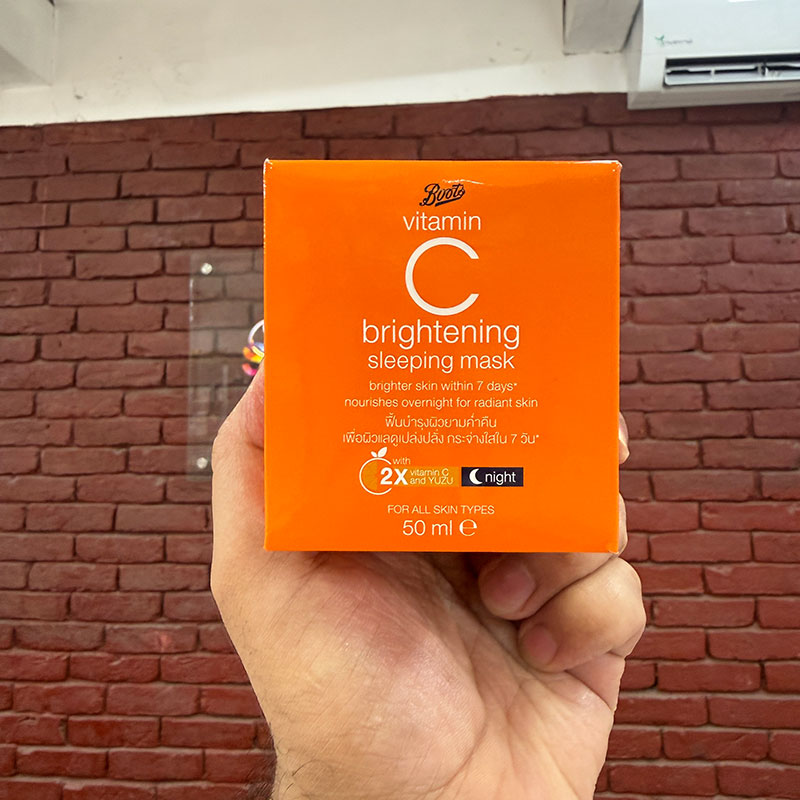 Boots
vitamin
C
brightening
sleeping mask
brighter skin within 7 days*
nourishes overnight for radiant skin
ฟื้นบำรุงผิวยามค่ำคืน
เพื่อผิวแลดูเปล่งปลั่ง กระจ่างใสใน 7 วัน*
with
2X vitamin C
and YUZU
night
FOR ALL SKIN TYPES
50 ml ℮